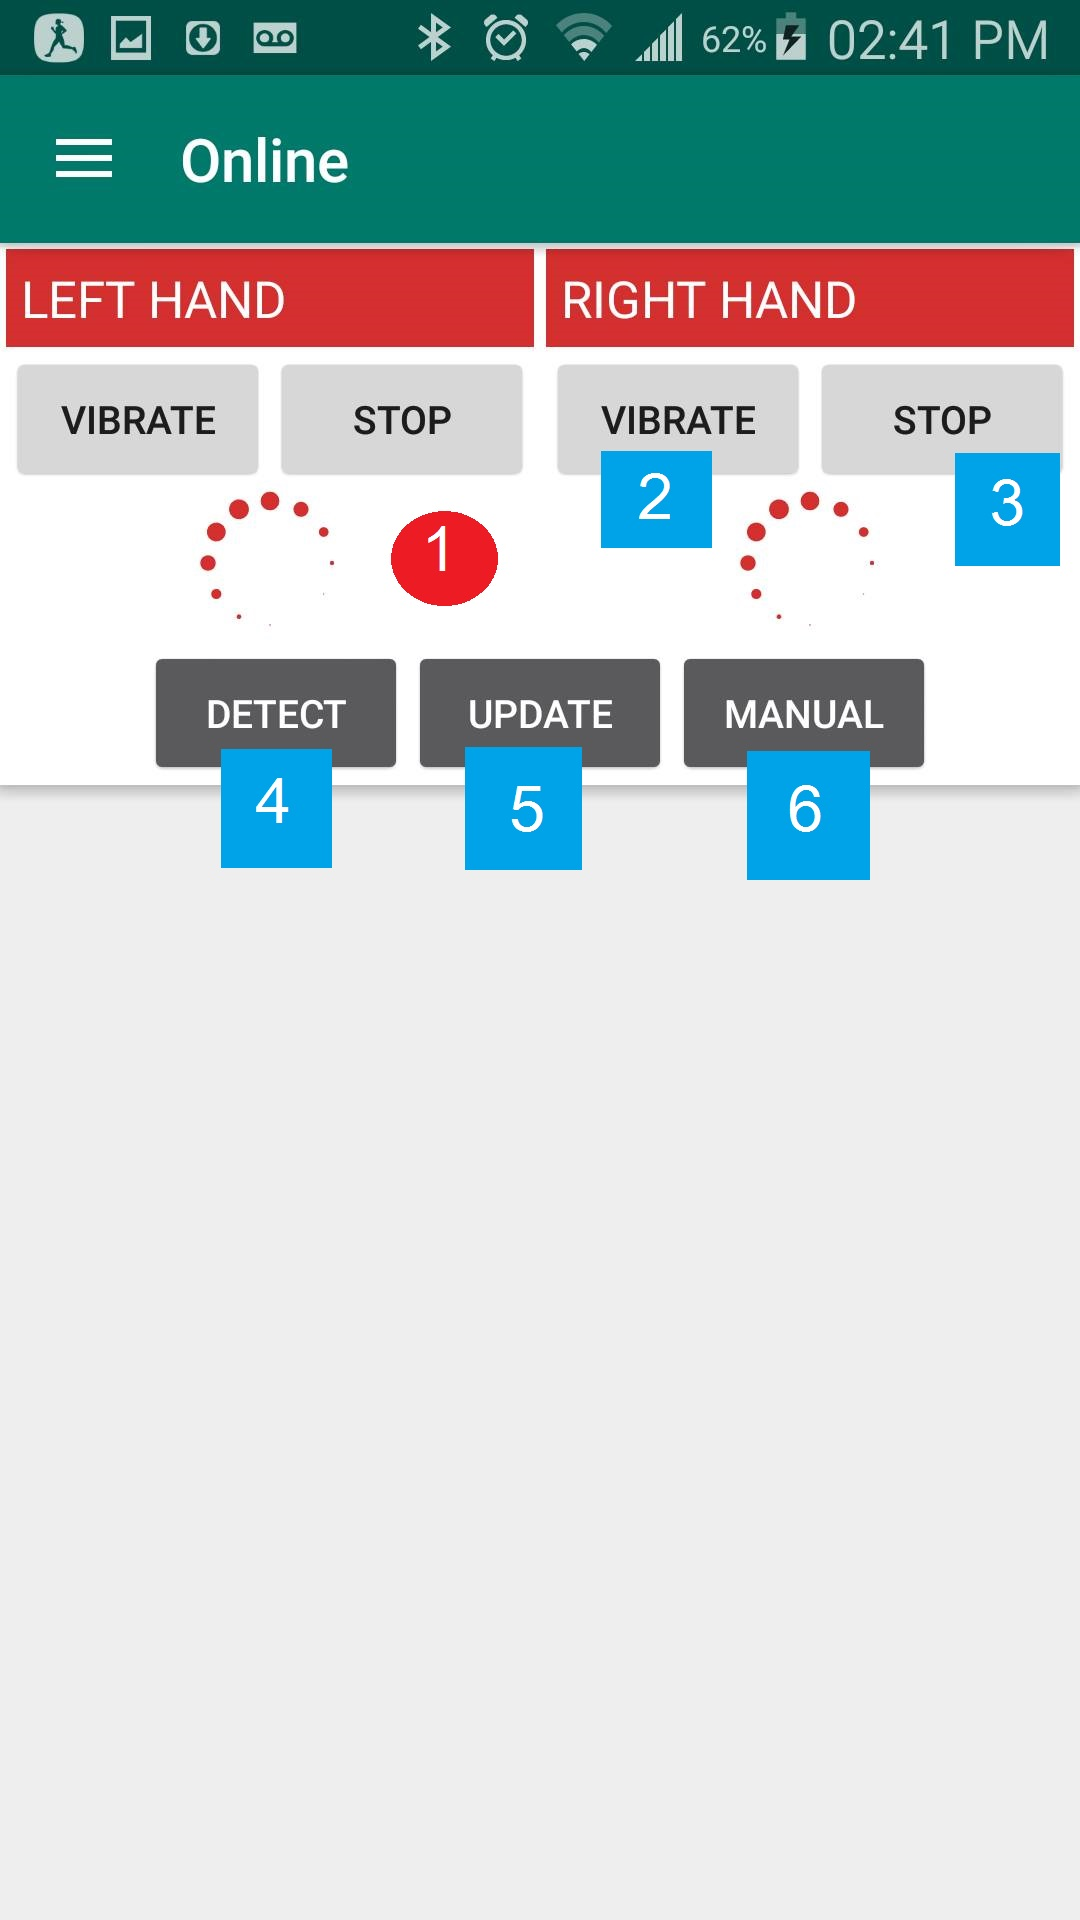 62% 02:41 PM
Online
LEFT HAND RIGHT HAND
VIBRATE STOP VIBRATE STOP
2 3
1
DETECT UPDATE MANUAL
4 5 6